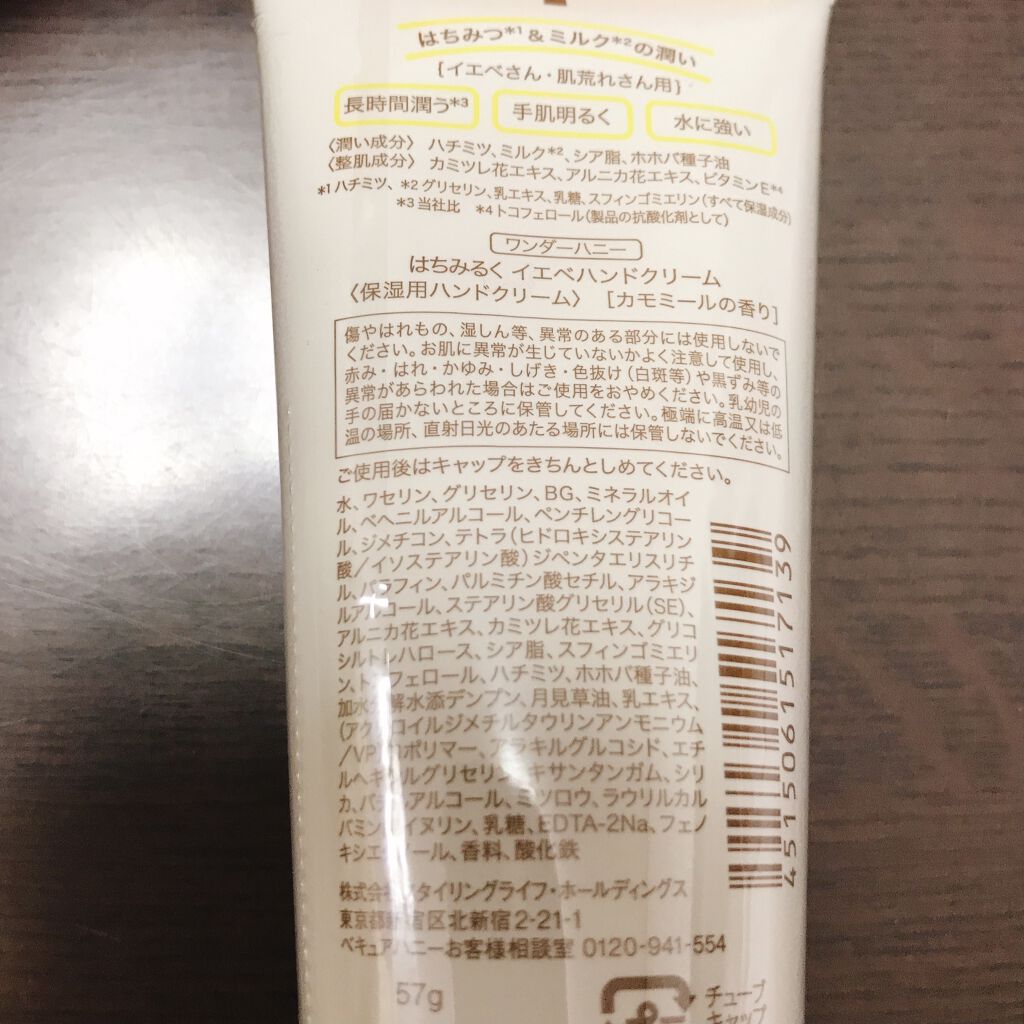 はちみつ*1&ミルク*2の潤い
[イエベさん・肌荒れさん用]
長時間潤う*3 手肌明るく 水に強い
〈潤い成分〉 ハチミツ、ミルク*2、シア脂、ホホバ種子油
〈整肌成分〉 カミツレ花エキス、アルニカ花エキス、ビタミンE*4
*1 ハチミツ、 *2 グリセリン、乳エキス、乳糖、スフィンゴミエリン(すべて保湿成分)
*3 当社比 *4 トコフェロール(製品の抗酸化剤として)
ワンダーハニー
はちみるく イエベハンドクリーム
〈保湿用ハンドクリーム〉 [カモミールの香り]
傷やはれもの、湿しん等、異常のある部分には使用しないで
ください。お肌に異常が生じていないかよく注意して使用し、
赤み・はれ・かゆみ・しげき・色抜け(白斑等)や黒ずみ等の
異常があらわれた場合はご使用をおやめください。乳幼児の
手の届かないところに保管してください。極端に高温又は低
温の場所、直射日光のあたる場所には保管しないでください。
ご使用後はキャップをきちんとしめてください。
水、ワセリン、グリセリン、BG、ミネラルオイ
ル、ベヘニルアルコール、ペンチレングリコー
ル、ジメチコン、テトラ(ヒドロキシステアリン
酸/イソステアリン酸)ジペンタエリスリチ
ル、パラフィン、パルミチン酸セチル、アラキジ
ルアルコール、ステアリン酸グリセリル(SE)、
アルニカ花エキス、カミツレ花エキス、グリコ
シルトレハロース、シア脂、スフィンゴミエリ
ン、トコフェロール、ハチミツ、ホホバ種子油、
加水分解水添デンプン、月見草油、乳エキス、
(アクリロイルジメチルタウリンアンモニウム
/VP)コポリマー、アラキルグルコシド、エチ
ルヘキシルグリセリン、キサンタンガム、シリ
カ、バチルアルコール、ミツロウ、ラウリルカル
バミン イヌリン、乳糖、EDTA-2Na、フェノ
キシエタノール、香料、酸化鉄
株式会社スタイリングライフ・ホールディングス
東京都新宿区北新宿2-21-1
ベキュアハニーお客様相談室 0120-941-554
57g
チューブ
キャップ
プラ
4515061517139